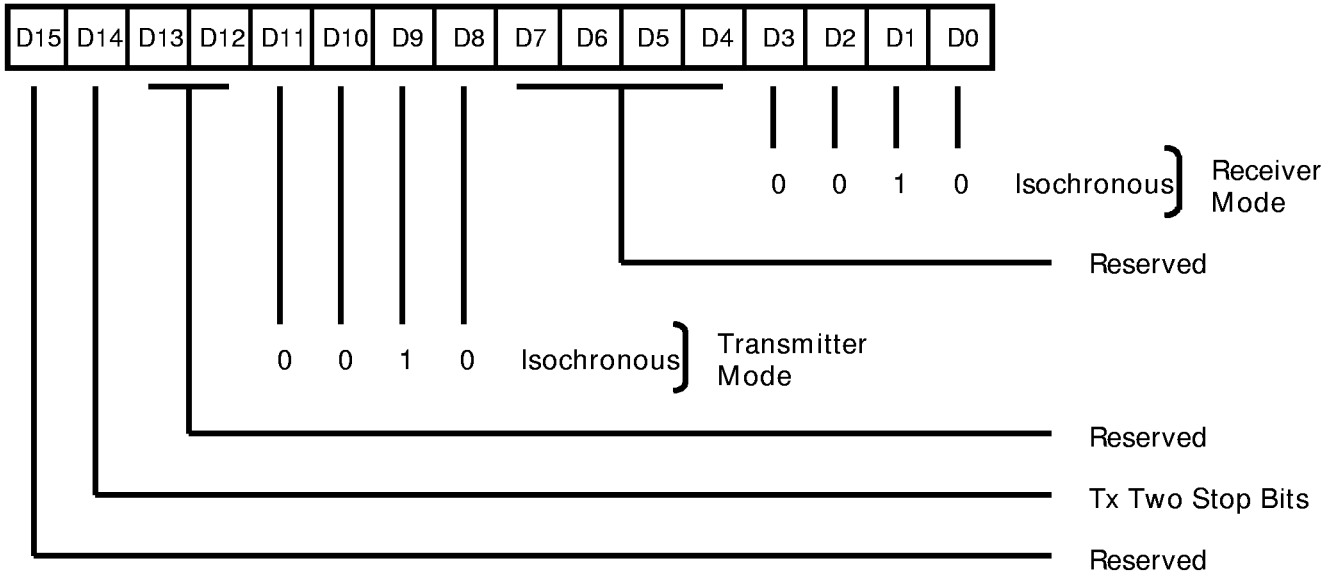 D15 D14 D13 D12 D11 D10 D9 D8 D7 D6 D5 D4 D3 D2 D1 D0
0 0 1 0 Isochronous Receiver
Mode
Reserved
0 0 1 0 Isochronous Transmitter
Mode
Reserved
Tx Two Stop Bits
Reserved